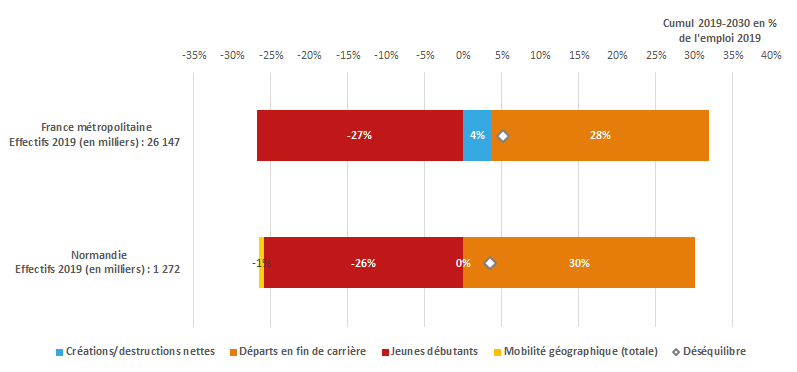 Cumul 2019-2030 en %
de l'emploi 2019
-35% -30% -25% -20% -15% -10% -5% 0% 5% 10% 15% 20% 25% 30% 35% 40%
France métropolitaine
Effectifs 2019 (en milliers) : 26 147
-27% 4% 28%
Normandie
Effectifs 2019 (en milliers) : 1 272
-1% -26% 0% 30%
Créations/destructions nettes Départs en fin de carrière Jeunes débutants Mobilité géographique (totale) Déséquilibre